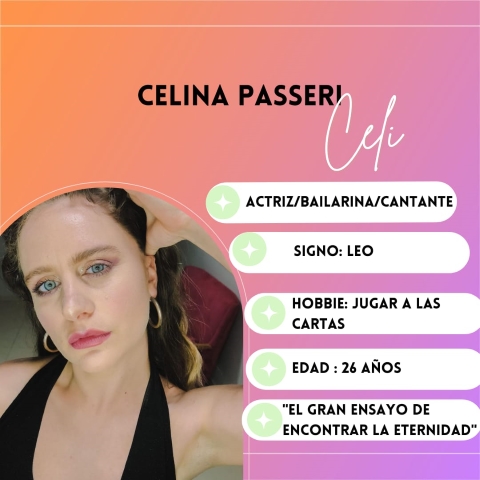 CELINA PASSERI
Celi
ACTRIZ/BAILARINA/CANTANTE
SIGNO: LEO
HOBBIE: JUGAR A LAS
CARTAS
EDAD : 26 AÑOS
"EL GRAN ENSAYO DE
ENCONTRAR LA ETERNIDAD"